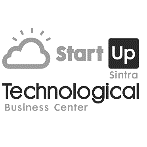 Start Up
Sintra
Technological
Business Center